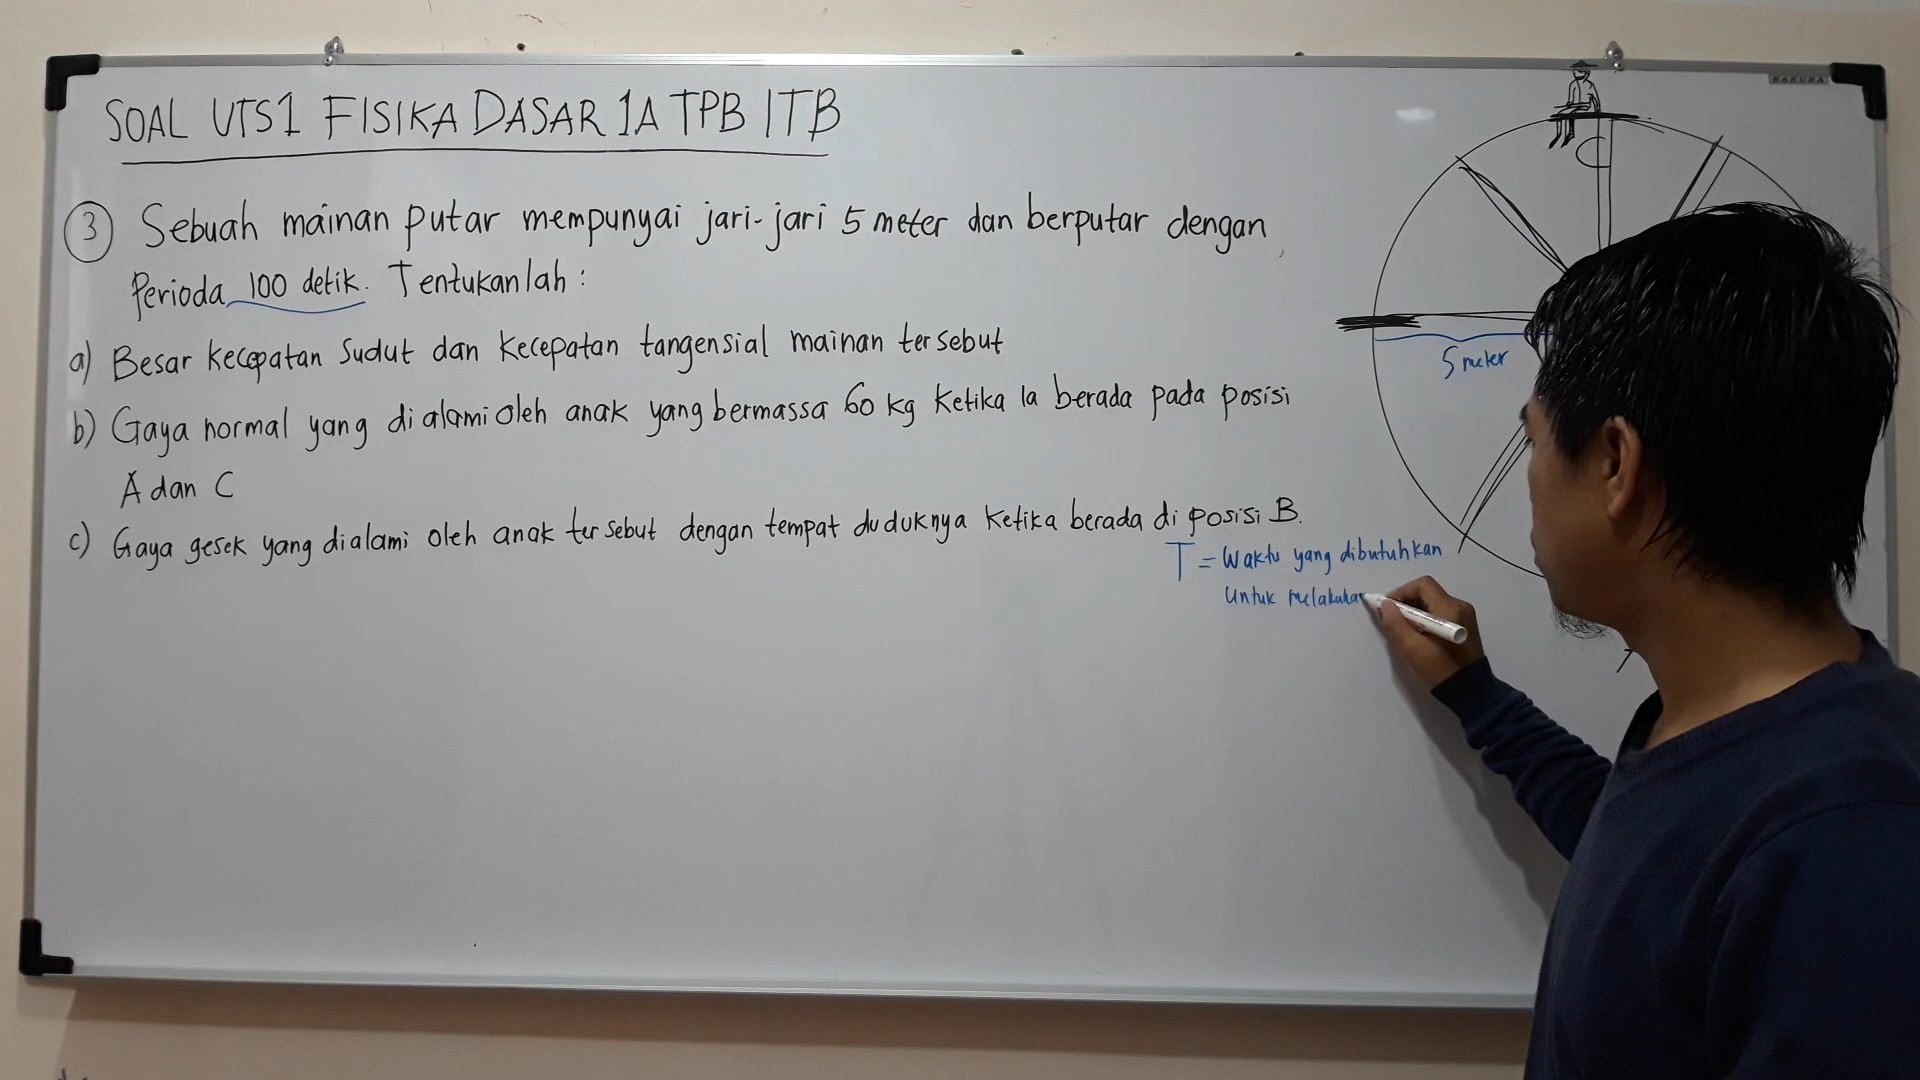 SOAL UTS1 FISIKA DASAR 1A TPB ITB
SAKURA
3 Sebuah mainan putar mempunyai jari-jari 5 meter dan berputar dengan
Perioda 100 detik. Tentukanlah :
a) Besar kecepatan Sudut dan kecepatan tangensial mainan tersebut
5 meter
b) Gaya normal yang di alami oleh anak yang bermassa 60 kg ketika Ia berada pada posisi
A dan C
c) Gaya gesek yang dialami oleh anak tersebut dengan tempat duduknya ketika berada di posisi B.
T = Waktu yang dibutuhkan
Untuk melakukan